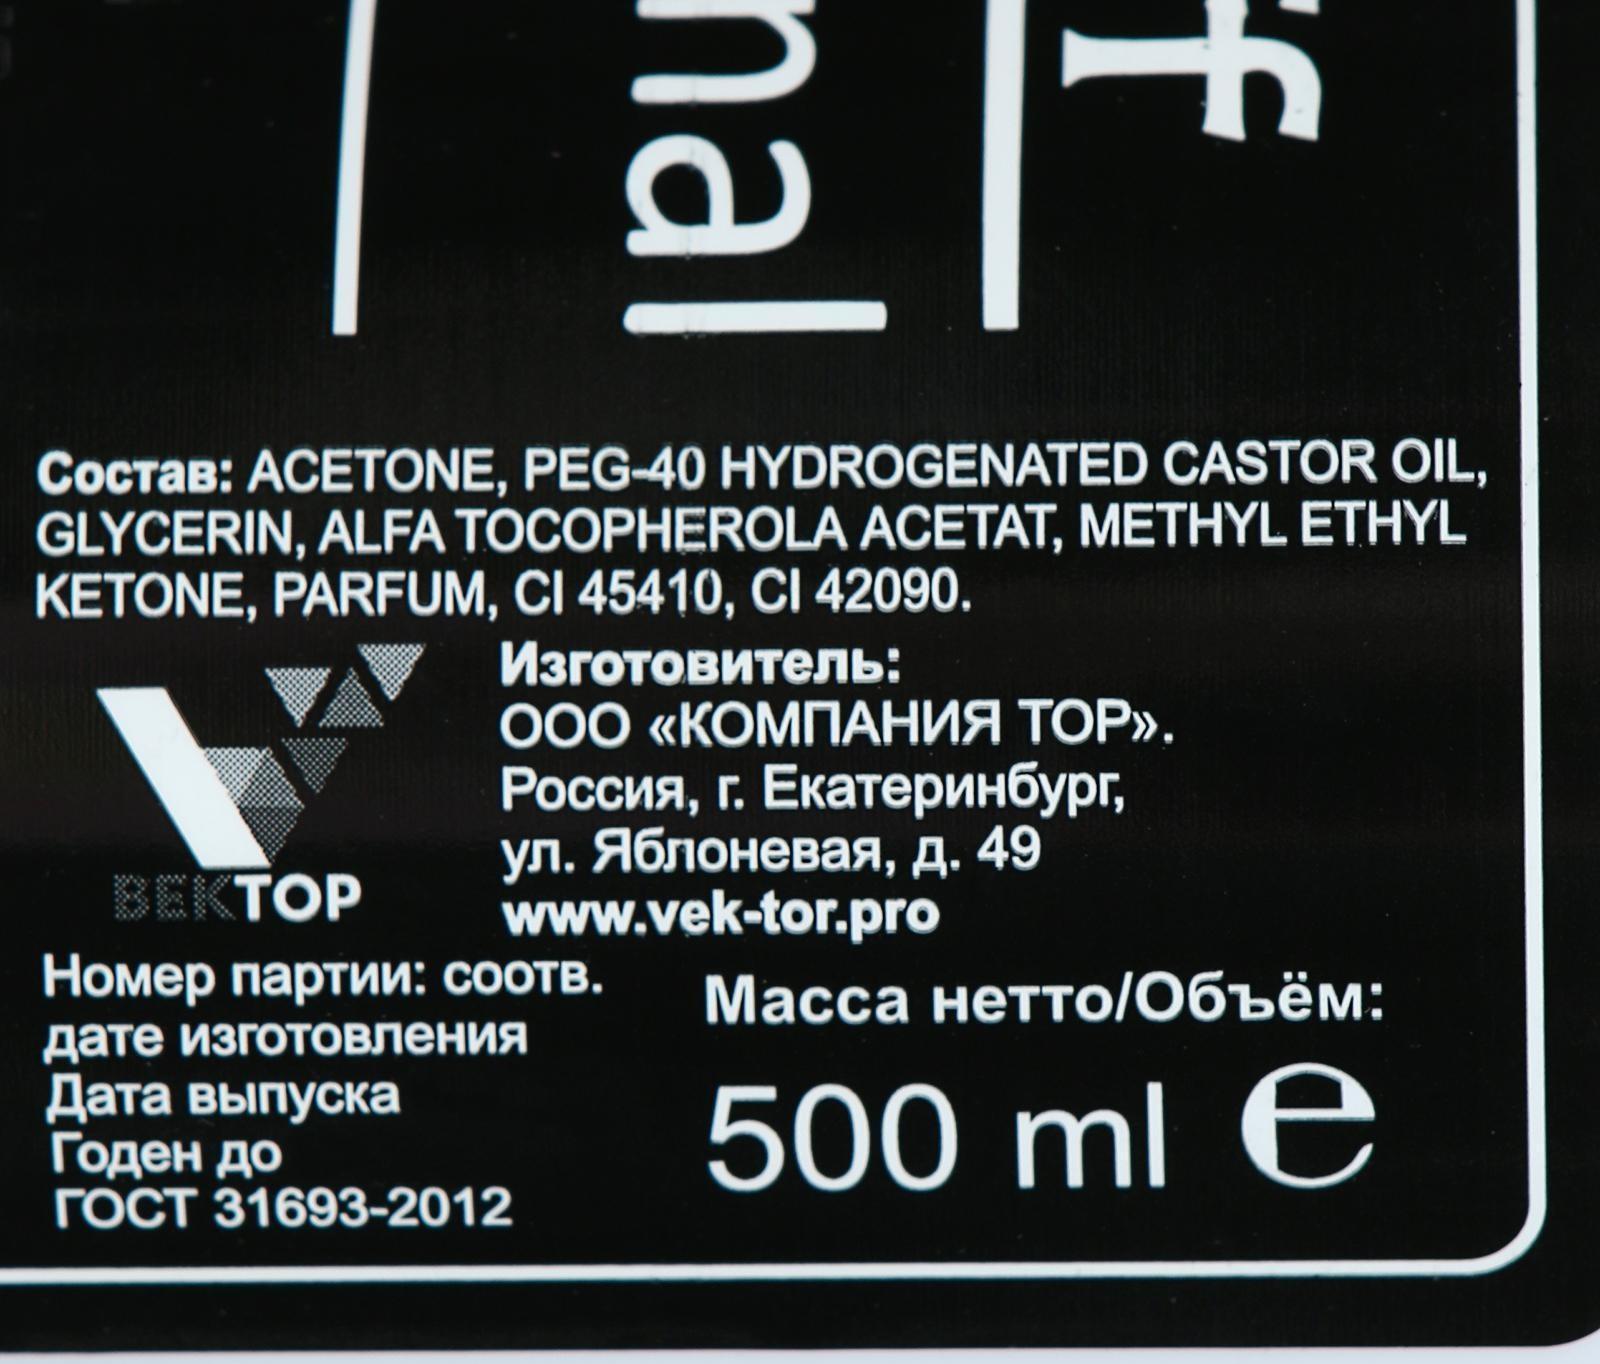 nal
Состав: ACETONE, PEG-40 HYDROGENATED CASTOR OIL,
GLYCERIN, ALFA TOCOPHEROLA ACETAT, METHYL ETHYL
KETONE, PARFUM, CI 45410, CI 42090.
Изготовитель:
ООО «КОМПАНИЯ ТОР».
Россия, г. Екатеринбург,
ул. Яблоневая, д. 49
www.vek-tor.pro
ВЕКТОР
Номер партии: соотв.
дате изготовления
Дата выпуска
Годен до
ГОСТ 31693-2012
Масса нетто/Объём:
500 ml e